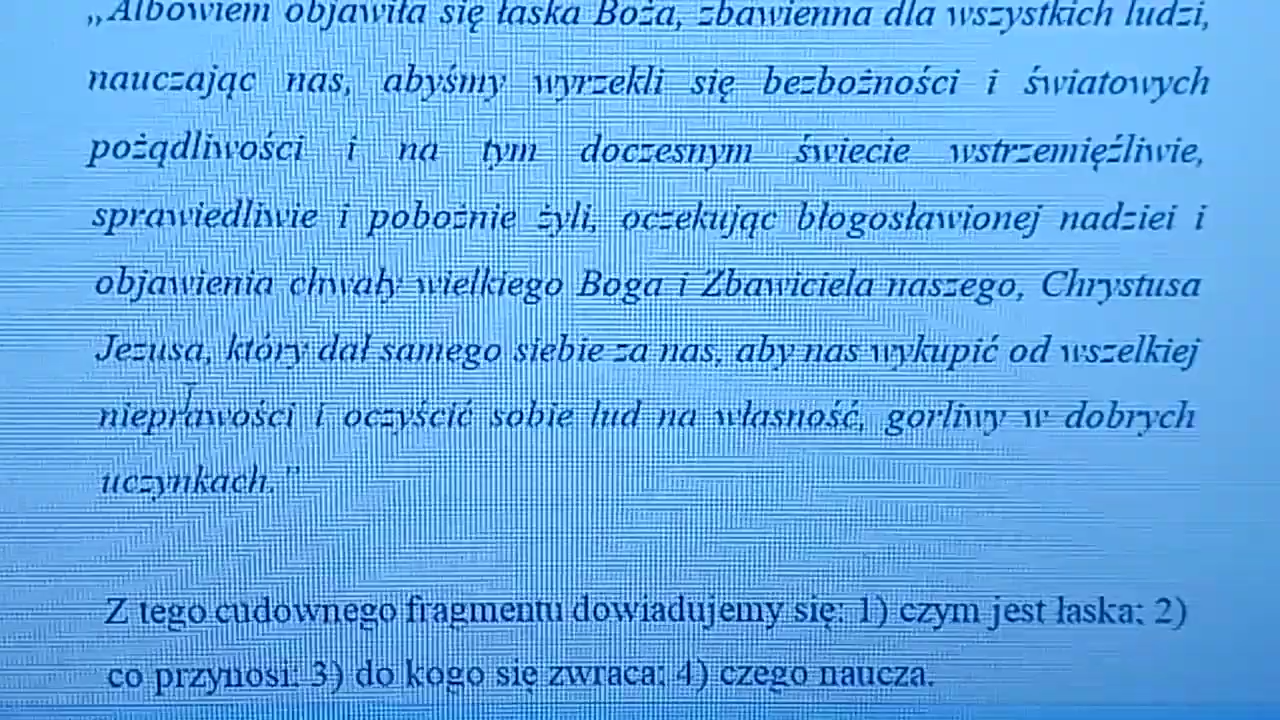 „Albowiem objawiła się łaska Boża, zbawienna dla wszystkich ludzi,
nauczając nas, abyśmy wyrzekli się bezbożności i światowych
pożądliwości i na tym doczesnym świecie wstrzemięźliwie,
sprawiedliwie i pobożnie żyli, oczekując błogosławionej nadziei i
objawienia chwały wielkiego Boga i Zbawiciela naszego, Chrystusa
Jezusa, który dał samego siebie za nas, aby nas wykupić od wszelkiej
nieprawości i oczyścić sobie lud na własność, gorliwy w dobrych
uczynkach.”
Z tego cudownego fragmentu dowiadujemy się: 1) czym jest łaska; 2)
co przynosi; 3) do kogo się zwraca; 4) czego naucza.